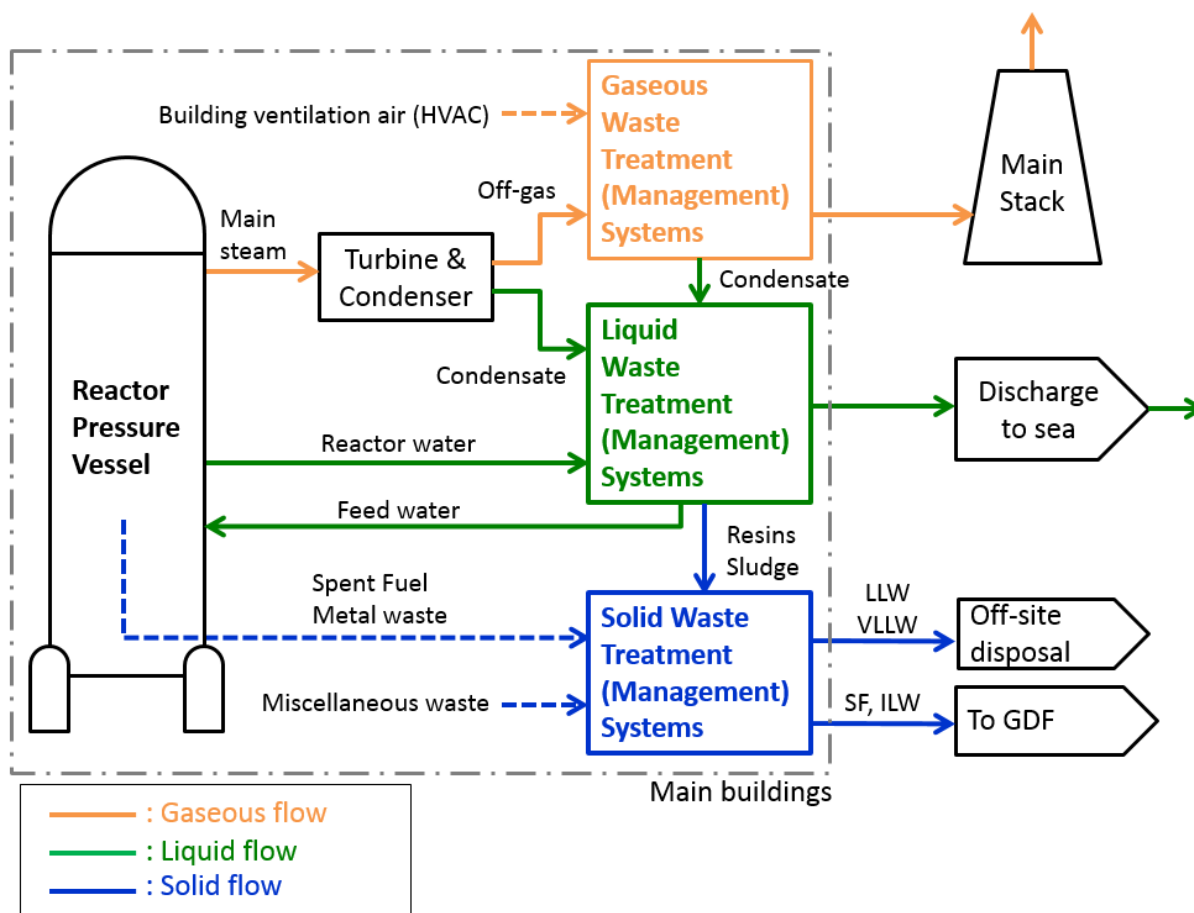 Building ventilation air (HVAC)
Gaseous
Waste
Treatment
(Management)
Systems
Main
Stack
Off-gas
Main
steam
Turbine &
Condenser
Condensate
Condensate
Liquid
Waste
Treatment
(Management)
Systems
Discharge
to sea
Reactor
Pressure
Vessel
Reactor water
Feed water
Resins
Sludge
Spent Fuel
Metal waste
Solid Waste
Treatment
(Management)
Systems
LLW
VLLW
Off-site
disposal
Miscellaneous waste
SF, ILW
To GDF
Main buildings
: Gaseous flow
: Liquid flow
: Solid flow